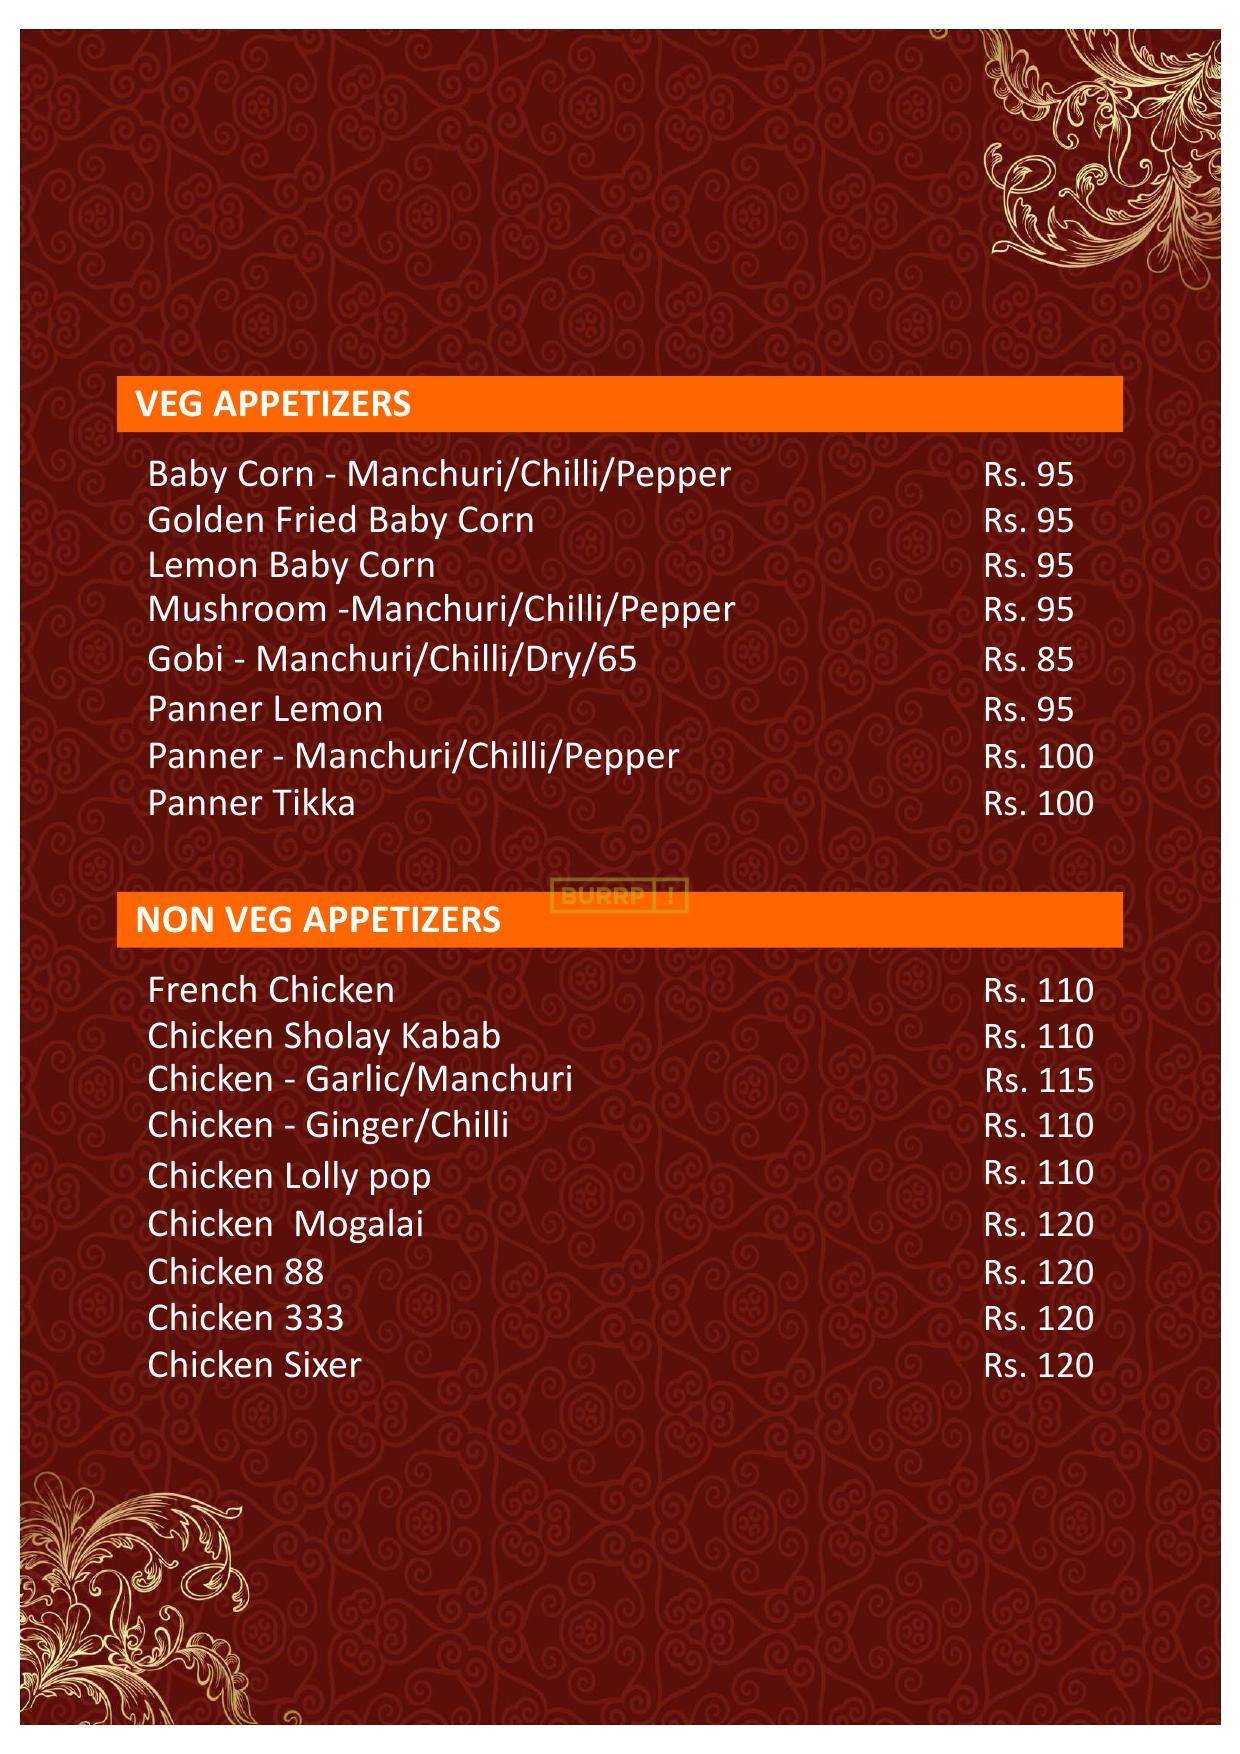 VEG APPETIZERS
Baby Corn - Manchuri/Chilli/Pepper Rs. 95
Golden Fried Baby Corn Rs. 95
Lemon Baby Corn Rs. 95
Mushroom -Manchuri/Chilli/Pepper Rs. 95
Gobi - Manchuri/Chilli/Dry/65 Rs. 85
Panner Lemon Rs. 95
Panner - Manchuri/Chilli/Pepper Rs. 100
Panner Tikka Rs. 100
BURRP !
NON VEG APPETIZERS
French Chicken Rs. 110
Chicken Sholay Kabab Rs. 110
Chicken - Garlic/Manchuri Rs. 115
Chicken - Ginger/Chilli Rs. 110
Chicken Lolly pop Rs. 110
Chicken  Mogalai Rs. 120
Chicken 88 Rs. 120
Chicken 333 Rs. 120
Chicken Sixer Rs. 120